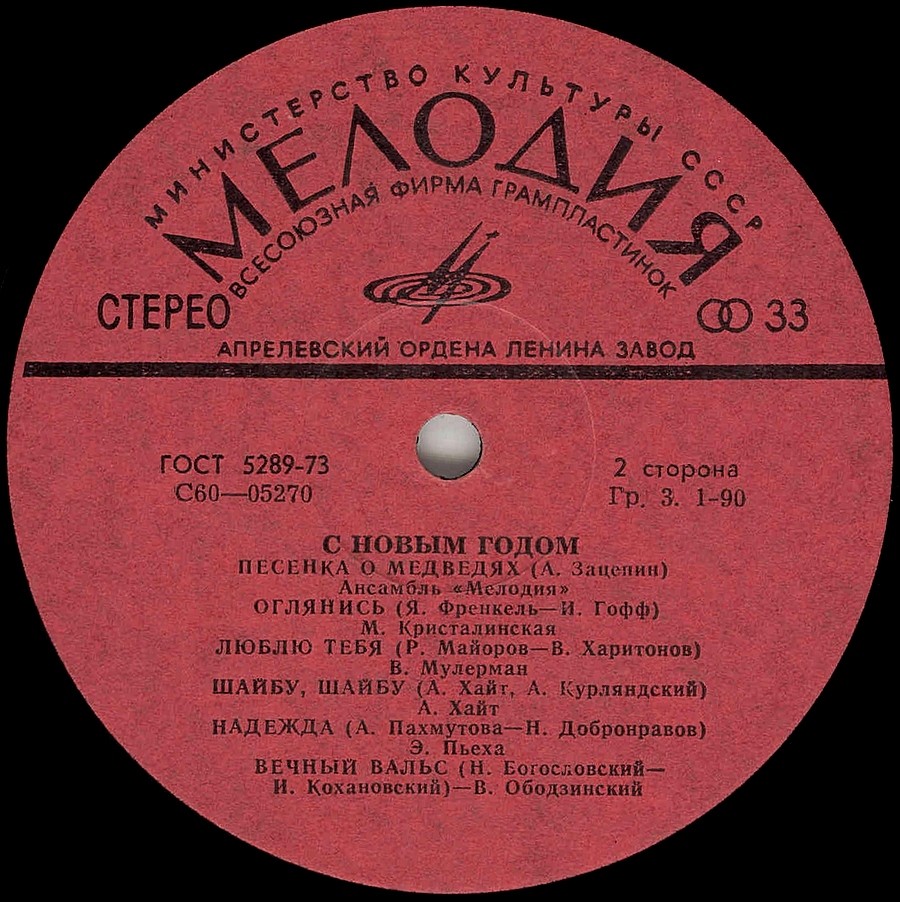 МИНИСТЕРСТВО КУЛЬТУРЫ СССР
МЕЛОДИЯ
ВСЕСОЮЗНАЯ ФИРМА ГРАМПЛАСТИНОК
СТЕРЕО
33
АПРЕЛЕВСКИЙ ОРДЕНА ЛЕНИНА ЗАВОД
ГОСТ 5289-73
С60—05270
2 сторона
Гр. 3. 1-90
С НОВЫМ ГОДОМ
ПЕСЕНКА О МЕДВЕДЯХ (А. Зацепин)
Ансамбль «Мелодия»
ОГЛЯНИСЬ (Я. Френкель—И. Гофф)
М. Кристалинская
ЛЮБЛЮ ТЕБЯ (Р. Майоров—В. Харитонов)
В. Мулерман
ШАЙБУ, ШАЙБУ (А. Хайт, А. Курляндский)
А. Хайт
НАДЕЖДА (А. Пахмутова—Н. Добронравов)
Э. Пьеха
ВЕЧНЫЙ ВАЛЬС (Н. Богословский—
И. Кохановский)—В. Ободзинский